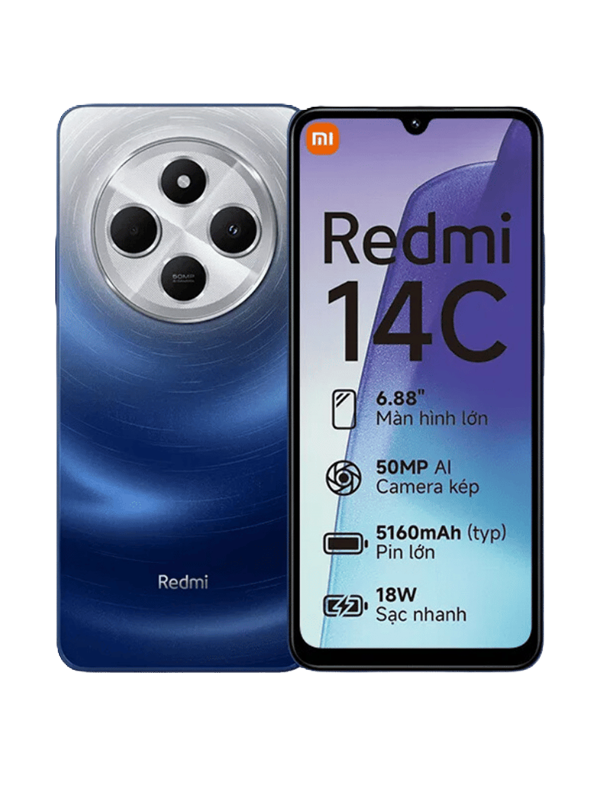 50MP
Redmi
mi
Redmi
14C
6.88"
Màn hình lớn
50MP AI
Camera kép
5160mAh (typ)
Pin lớn
18W
Sạc nhanh